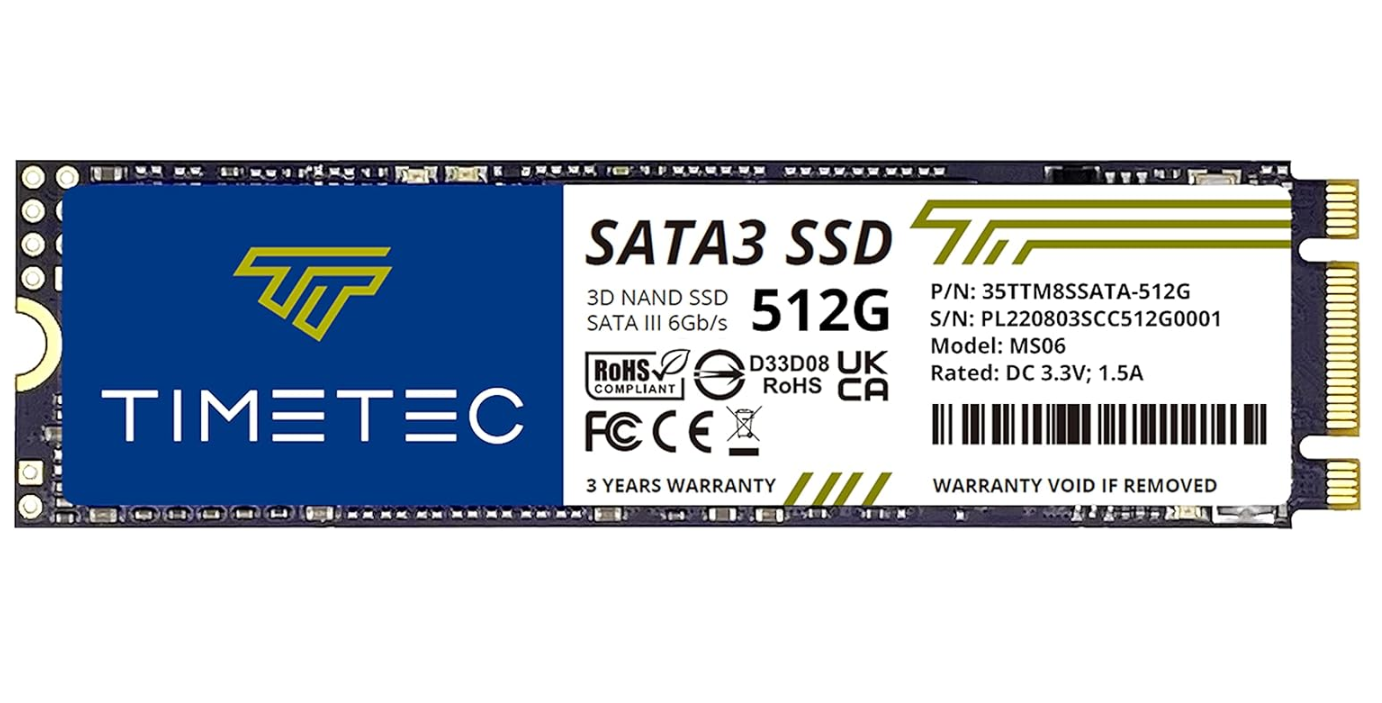 TIMETEC
SATA3 SSD
3D NAND SSD
SATA III 6Gb/s
512G
RoHS
COMPLIANT
D33D08
RoHS
UK
CA
FC CE
3 YEARS WARRANTY
P/N: 35TTM8SSATA-512G
S/N: PL220803SCC512G0001
Model: MS06
Rated: DC 3.3V; 1.5A
WARRANTY VOID IF REMOVED